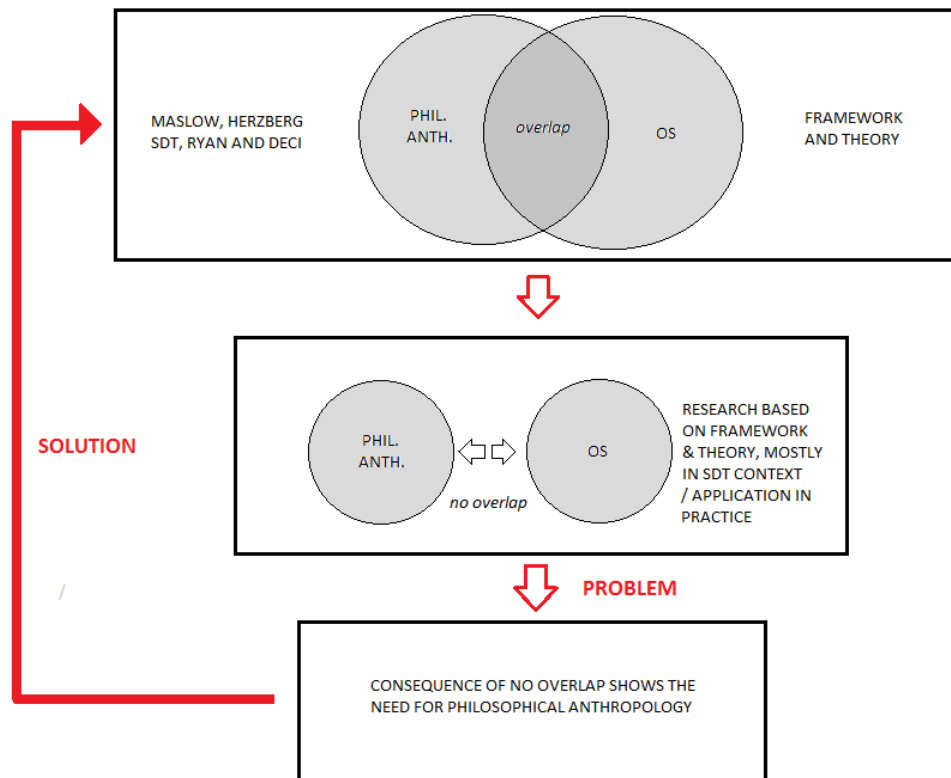 MASLOW, HERZBERG
SDT, RYAN AND DECI
PHIL.
ANTH.
overlap
OS
FRAMEWORK
AND THEORY
SOLUTION
PHIL.
ANTH.
no overlap
OS
RESEARCH BASED
ON FRAMEWORK
& THEORY, MOSTLY
IN SDT CONTEXT
/ APPLICATION IN
PRACTICE
/
PROBLEM
CONSEQUENCE OF NO OVERLAP SHOWS THE
NEED FOR PHILOSOPHICAL ANTHROPOLOGY